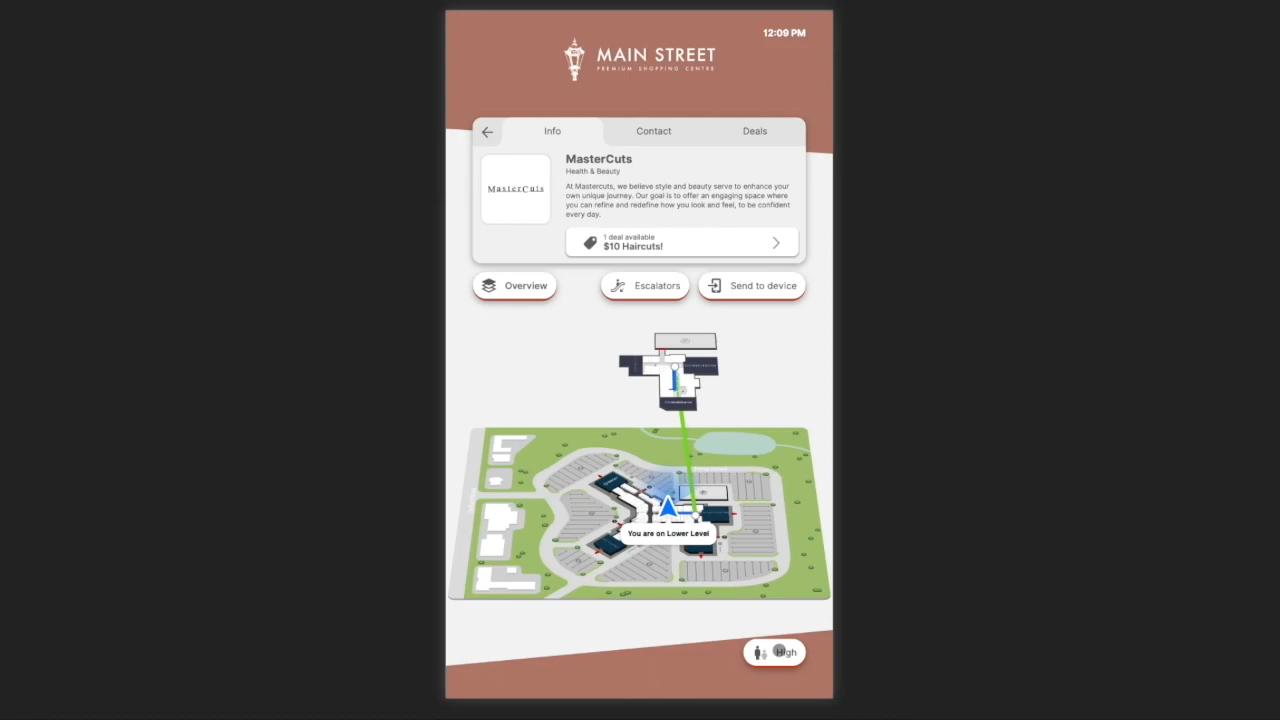 12:09 PM
MAIN STREET
PREMIUM SHOPPING CENTRE
Info
Contact
Deals
MasterCuts
MasterCuts
Health & Beauty
At Mastercuts, we believe style and beauty serve to enhance your
own unique journey. Our goal is to offer an engaging space where
you can refine and redefine how you look and feel, to be confident
every day.
1 deal available
$10 Haircuts!
Overview
Escalators
Send to device
You are on Lower Level
High